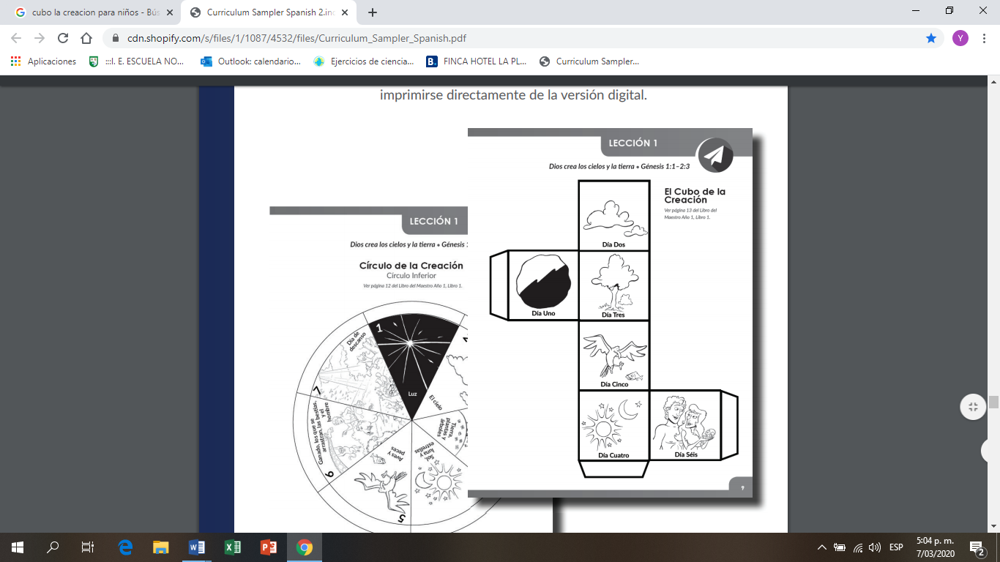 cubo la creacion para niños - Bús
Curriculum Sampler Spanish 2.inc
cdn.shopify.com/s/files/1/1087/4532/files/Curriculum_Sampler_Spanish.pdf
Y
Aplicaciones
:::I. E. ESCUELA NO...
Outlook: calendario...
Ejercicios de ciencia...
B.
FINCA HOTEL LA PL...
Curriculum Sampler...
imprimirse directamente de la versión digital.
LECCIÓN 1
Dios crea los cielos y la tierra • Génesis 1:1–2:3
El Cubo de la
Creación
Ver página 13 del Libro del
Maestro Año 1, Libro 1.
Día Dos
Día Uno
Día Tres
Día Cinco
Día Cuatro
Día Séis
9
LECCIÓN 1
Dios crea los cielos y la tierra • Génesis
Círculo de la Creación
Círculo Inferior
Ver página 12 del Libro del Maestro Año 1, Libro 1.
1
Luz
El cielo
Tierra,
plantas y
árboles
Sol,
luna y
estrellas
Aves y
peces
5
Ganado, los que se
arrastran, las bestias,
y el
hombre
6
Día de
descanso
7
ESP
5:04 p. m.
7/03/2020
2